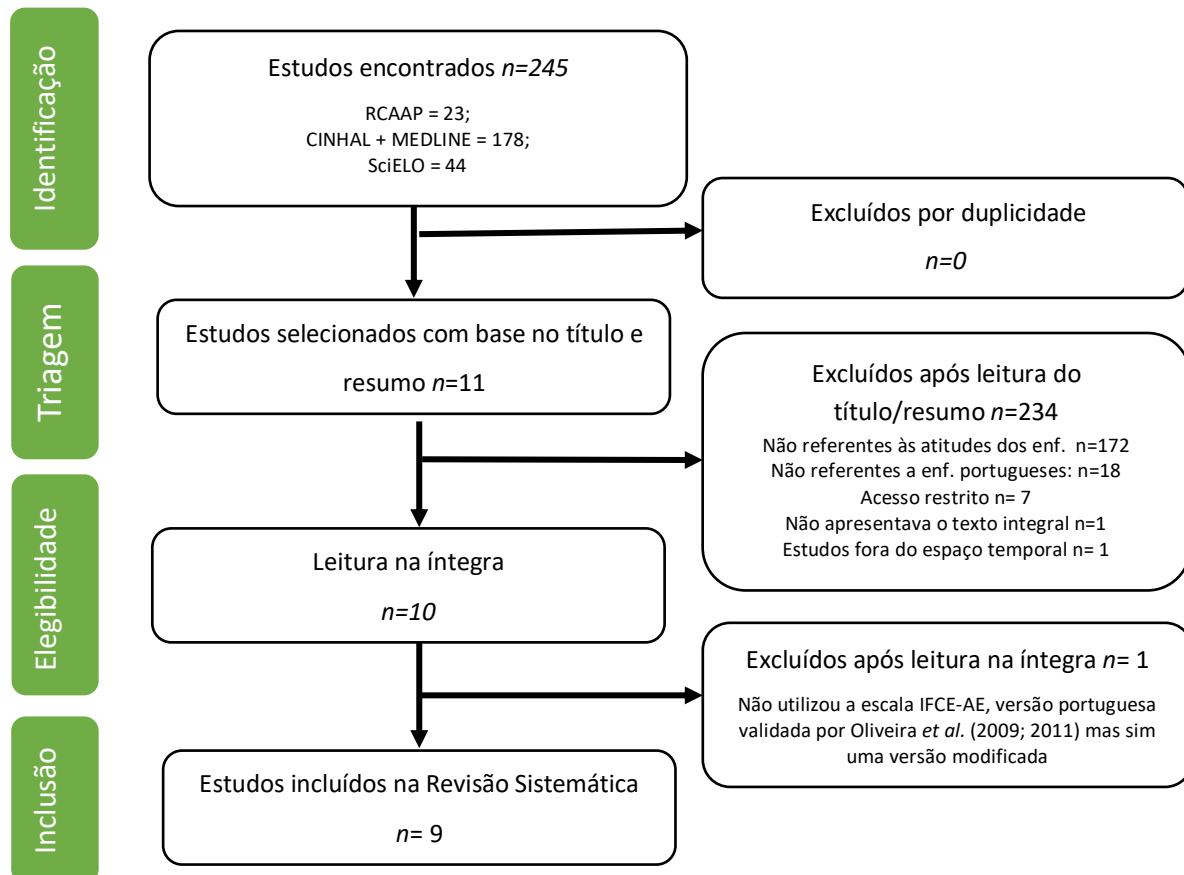 Identificação
Estudos encontrados n=245
RCAAP = 23;
CINHAL + MEDLINE = 178;
SciELO = 44
Excluídos por duplicidade
n=0
Triagem
Estudos selecionados com base no título e
resumo n=11
Excluídos após leitura do
título/resumo n=234
Não referentes às atitudes dos enf. n=172
Não referentes a enf. portugueses: n=18
Acesso restrito n= 7
Não apresentava o texto integral n=1
Estudos fora do espaço temporal n= 1
Elegibilidade
Leitura na íntegra
n=10
Excluídos após leitura na íntegra n= 1
Não utilizou a escala IFCE-AE, versão portuguesa
validada por Oliveira et al. (2009; 2011) mas sim
uma versão modificada
Inclusão
Estudos incluídos na Revisão Sistemática
n= 9